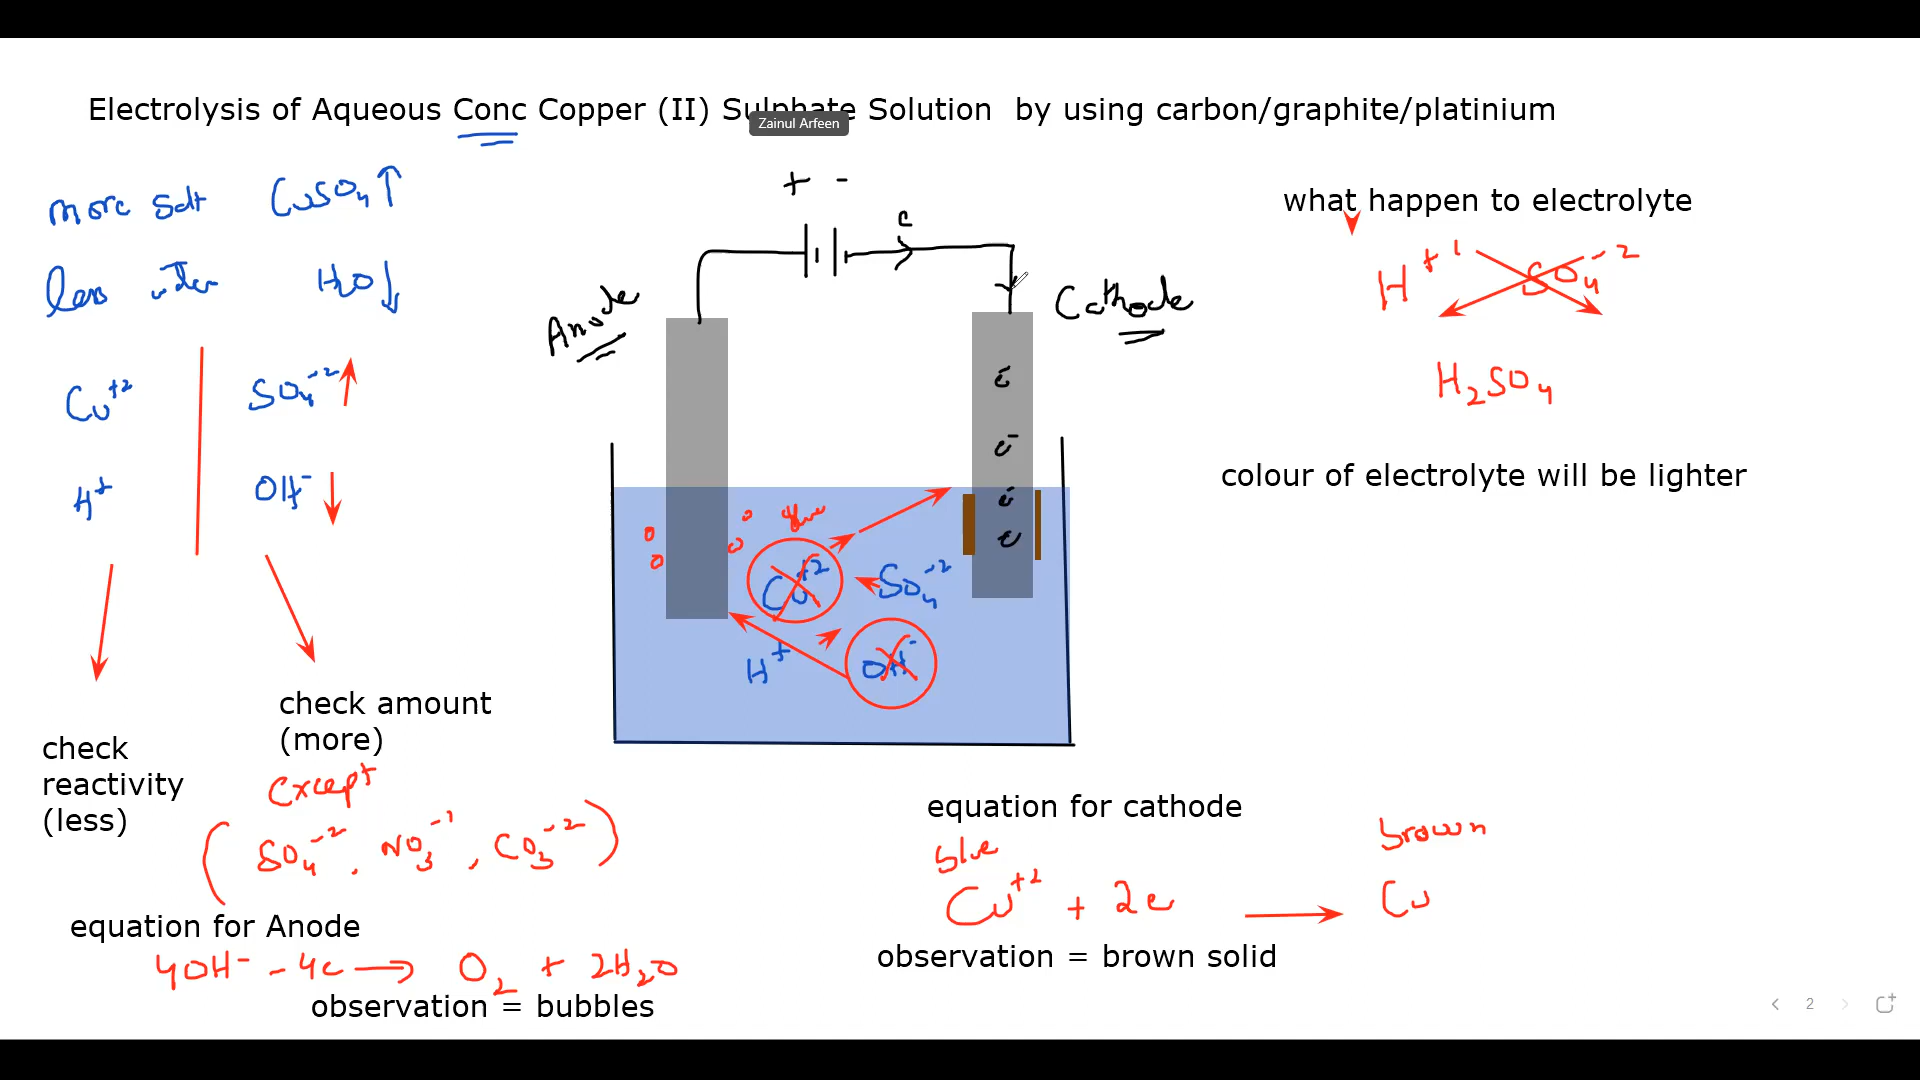 Electrolysis of Aqueous Conc Copper (II) Sulphate Solution by using carbon/graphite/platinium
Zainul Arfeen
more salt CuSO4↑
less water H2O↓
Cu+2 SO4-2↑
H+ OH-↓
check reactivity (less)
check amount (more)
except
(SO4-2, NO3-1, CO3-2)
equation for Anode
4OH- - 4e → O2 + 2H2O
observation = bubbles
+ -
e
Anode
Cathode
e-
e-
e-
e
Cu+2 SO4-2
H+ OH-
what happen to electrolyte
H+1 SO4-2
H2SO4
colour of electrolyte will be lighter
equation for cathode
blue brown
Cu+2 + 2e → Cu
observation = brown solid
2